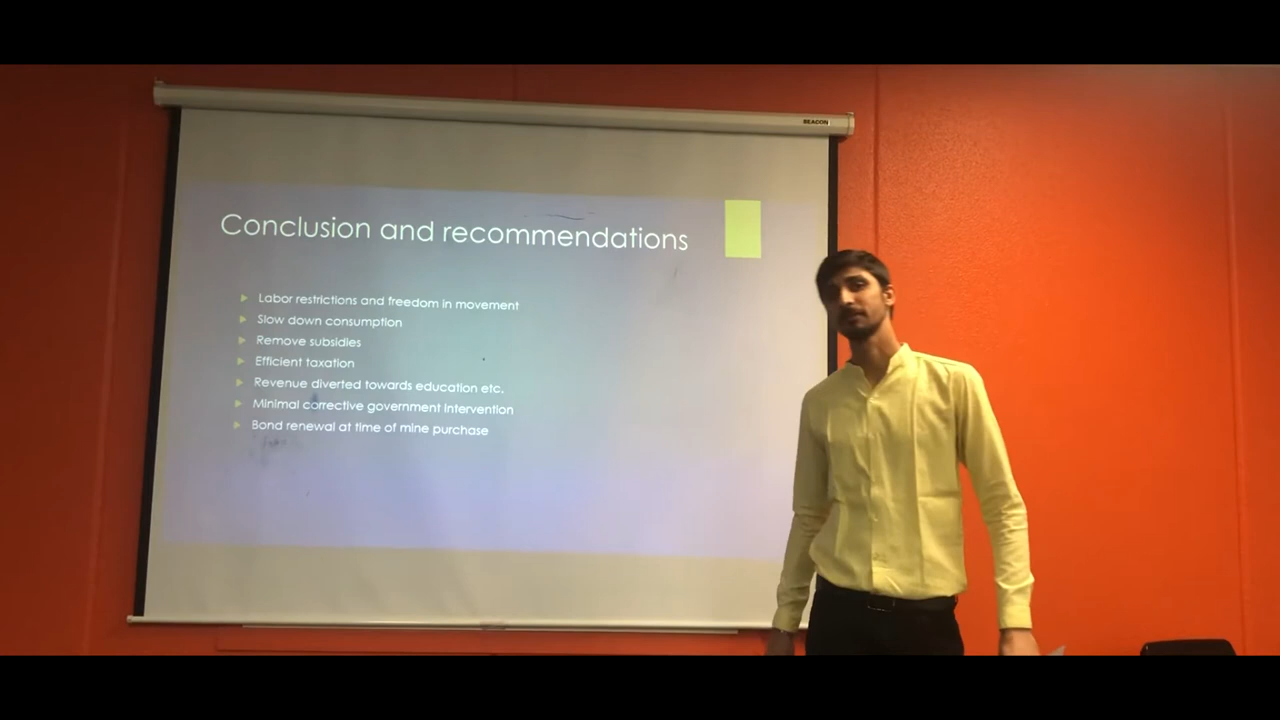 BEACON
Conclusion and recommendations
Labor restrictions and freedom in movement
Slow down consumption
Remove subsidies
Efficient taxation
Revenue diverted towards education etc.
Minimal corrective government intervention
Bond renewal at time of mine purchase